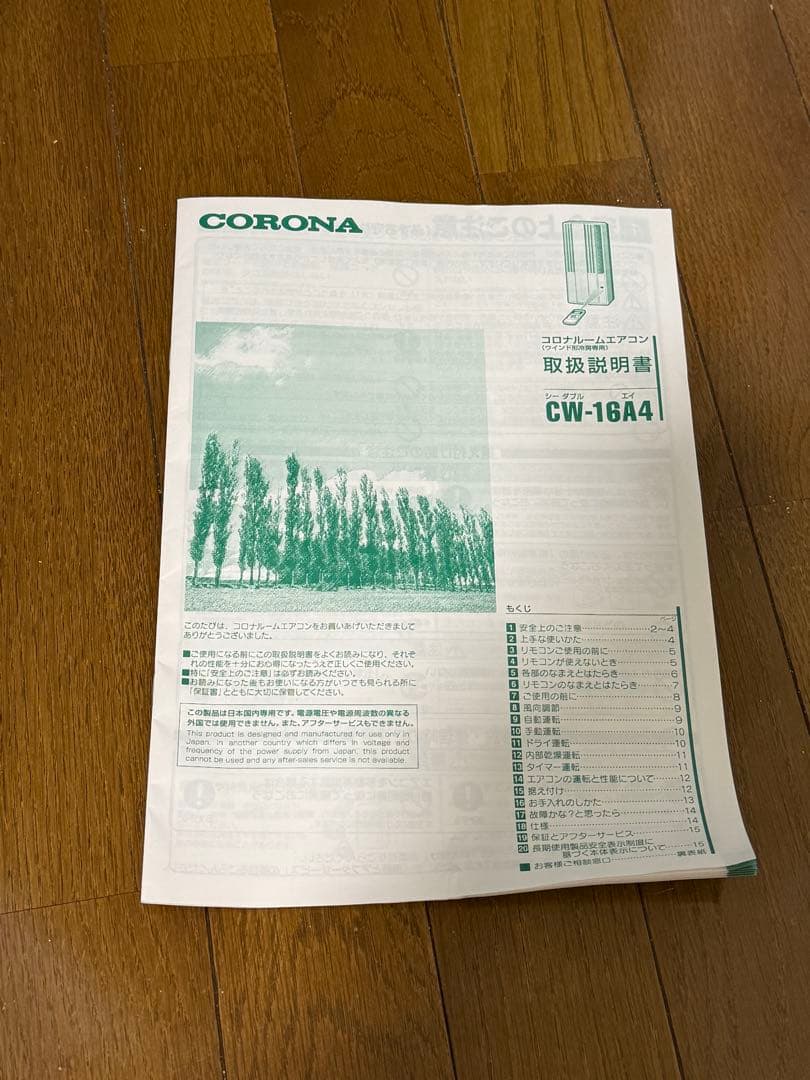 CORONA
コロナルームエアコン
(ウインド形冷房専用)
取扱説明書
シー ダブル エイ
CW-16A4
このたびは、コロナルームエアコンをお買いあげいただきまして
ありがとうございました。
■ご使用になる前にこの取扱説明書をよくお読みになり、それぞ
れの性能を十分にお心得になったうえで正しくご使用ください。
■特に「安全上のご注意」は必ずお読みください。
■お読みになった後もお使いになる方がいつでも見られる所に
「保証書」とともに大切に保管してください。
この製品は日本国内専用です。電源電圧や電源周波数の異なる
外国では使用できません。また、アフターサービスもできません。
This product is designed and manufactured for use only in
Japan. In another country which differs in voltage and
frequency of the power supply from Japan, this product
cannot be used and any after-sales service is not available.
もくじ
ページ
1 安全上のご注意 2~4
2 上手な使いかた 4
3 リモコンご使用の前に 5
4 リモコンが使えないとき 5
5 各部のなまえとはたらき 6
6 リモコンのなまえとはたらき 7
7 ご使用の前に 8
8 風向調節 9
9 自動運転 9
10 手動運転 10
11 ドライ運転 10
12 内部乾燥運転 11
13 タイマー運転 11
14 エアコンの運転と性能について 12
15 据え付け 12
16 お手入れのしかた 13
17 故障かな?と思ったら 14
18 仕様 14
19 保証とアフターサービス 15
20 長期使用製品安全表示制度に
基づく本体表示について 15
■ お客様ご相談窓口 裏表紙